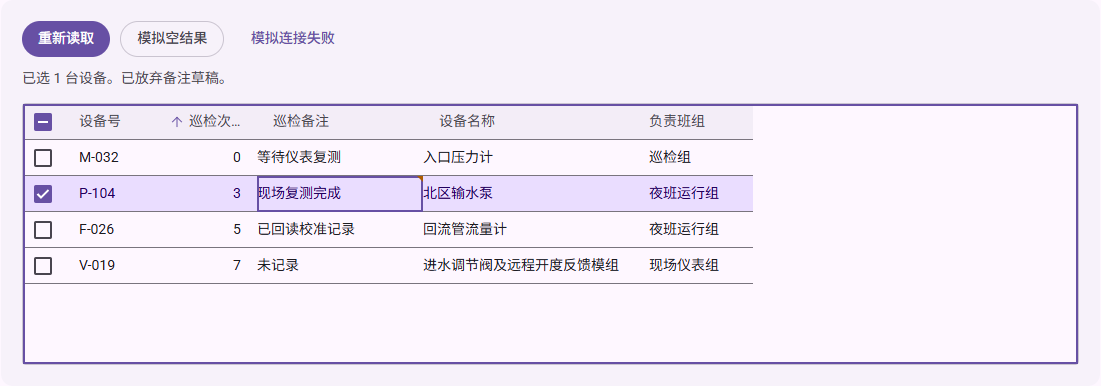 重新读取 模拟空结果 模拟连接失败
已选 1 台设备。已放弃备注草稿。
设备号 巡检次… 巡检备注 设备名称 负责班组
M-032 0 等待仪表复测 入口压力计 巡检组
P-104 3 现场复测完成 北区输水泵 夜班运行组
F-026 5 已回读校准记录 回流管流量计 夜班运行组
V-019 7 未记录 进水调节阀及远程开度反馈模组 现场仪表组